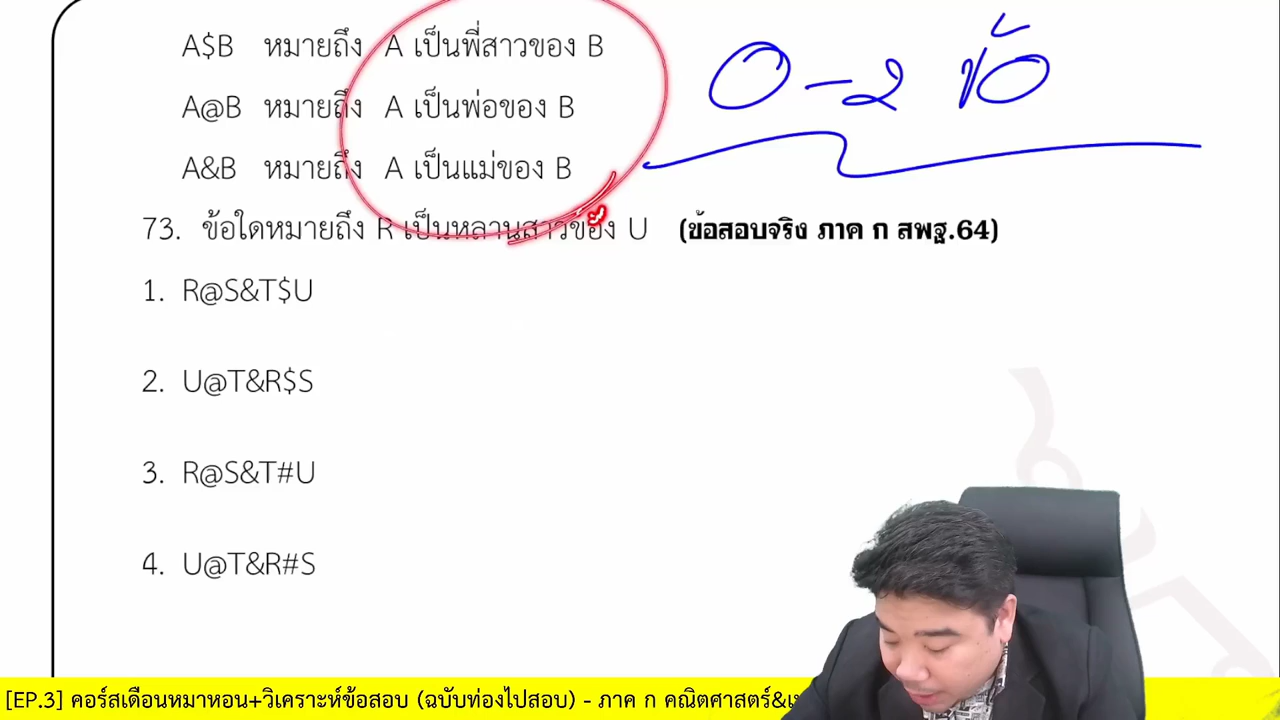 A$B หมายถึง A เป็นพี่สาวของ B
A@B หมายถึง A เป็นพ่อของ B
A&B หมายถึง A เป็นแม่ของ B
0-2 ข้อ
73. ข้อใดหมายถึง R เป็นหลานสาวของ U (ข้อสอบจริง ภาค ก สพฐ.64)
1. R@S&T$U
2. U@T&R$S
3. R@S&T#U
4. U@T&R#S
[EP.3] คอร์สเดือนหมาหอน+วิเคราะห์ข้อสอบ (ฉบับท่องไปสอบ) - ภาค ก คณิตศาสตร์&